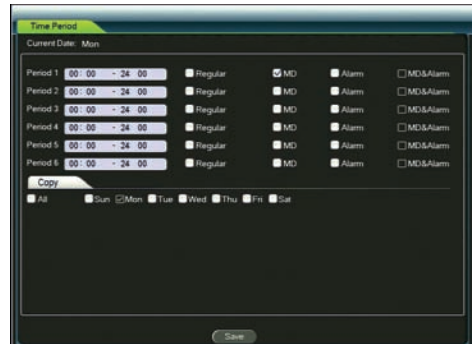 Time Period
Current Date: Mon
Period 1 00: 00 - 24 00 Regular MD Alarm MD&Alarm
Period 2 00: 00 - 24 00 Regular MD Alarm MD&Alarm
Period 3 00: 00 - 24 00 Regular MD Alarm MD&Alarm
Period 4 00: 00 - 24 00 Regular MD Alarm MD&Alarm
Period 5 00: 00 - 24 00 Regular MD Alarm MD&Alarm
Period 6 00: 00 - 24 00 Regular MD Alarm MD&Alarm
Copy
All Sun Mon Tue Wed Thu Fri Sat
Save